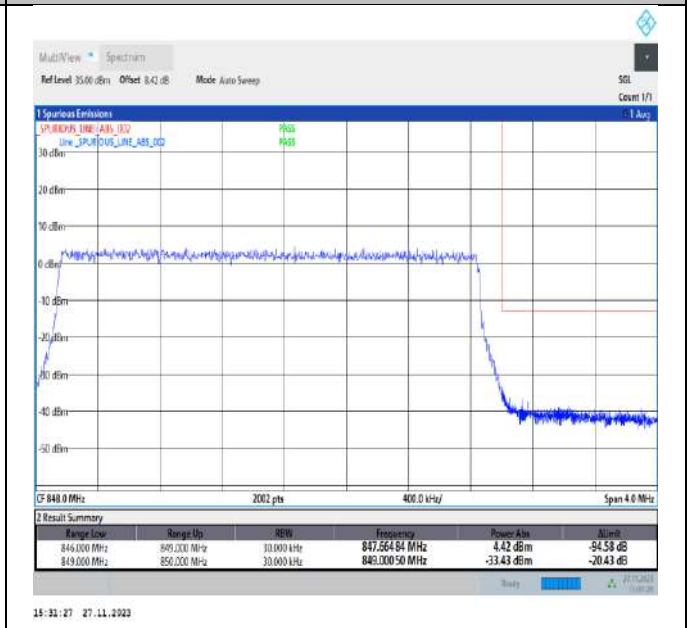 MultiView Spectrum
Ref Level 35.00 dBm Offset 8.42 dB Mode Auto Sweep SGL
Count 1/1
1 Spurious Emissions 1 Avg
_SPURIOUS_LINE_ABS_002 PASS
Line _SPURIOUS_LINE_ABS_002 PASS
30 dBm
20 dBm
10 dBm
0 dBm
-10 dBm
-20 dBm
-30 dBm
-40 dBm
-50 dBm
CF 848.0 MHz 2002 pts 400.0 kHz/ Span 4.0 MHz
2 Result Summary
Range Low Range Up RBW Frequency Power Abs ΔLimit
846.000 MHz 849.000 MHz 30.000 kHz 847.66484 MHz 4.42 dBm -94.58 dB
849.000 MHz 850.000 MHz 30.000 kHz 849.00050 MHz -33.43 dBm -20.43 dB
Ready 27.11.2023
15:31:27 27.11.2023